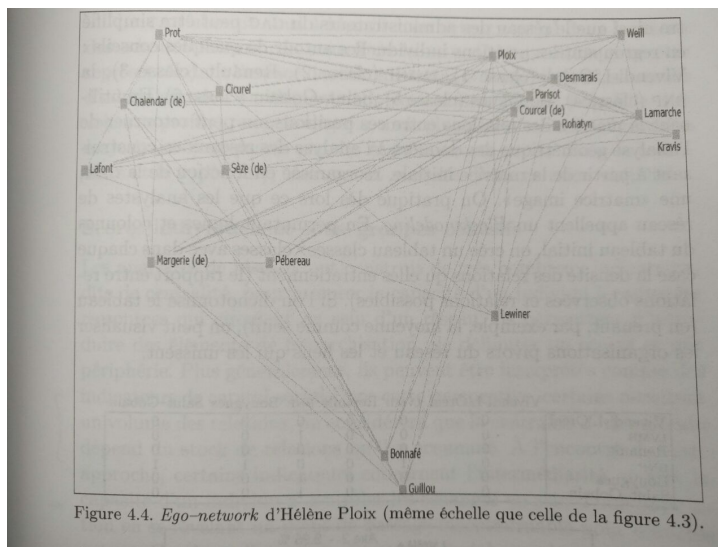 Prot
Weill
Ploix
Desmarais
Cicurel
Parisot
Chalendar (de)
Courcel (de)
Lamarche
Rohatyn
Kravis
Lafont
Sèze (de)
Margerie (de)
Pébereau
Lewiner
Bonnafé
Guillou
Figure 4.4. Ego–network d'Hélène Ploix (même échelle que celle de la figure 4.3).